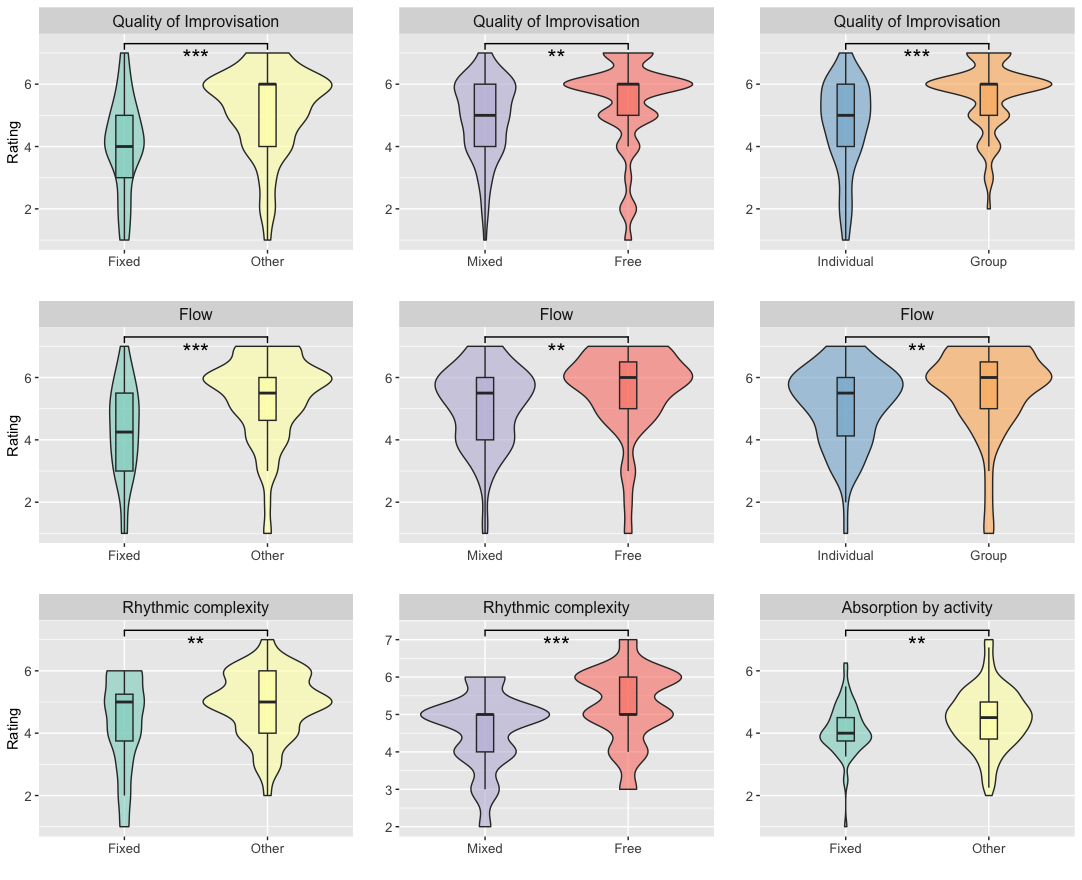 Quality of Improvisation
Quality of Improvisation
Quality of Improvisation
***
**
***
Rating
6
4
2
6
4
2
6
4
2
Fixed
Other
Mixed
Free
Individual
Group
Flow
Flow
Flow
***
**
**
Rating
6
4
2
6
4
2
6
4
2
Fixed
Other
Mixed
Free
Individual
Group
Rhythmic complexity
Rhythmic complexity
Absorption by activity
**
***
**
Rating
6
4
2
7
6
5
4
3
2
6
4
2
Fixed
Other
Mixed
Free
Fixed
Other